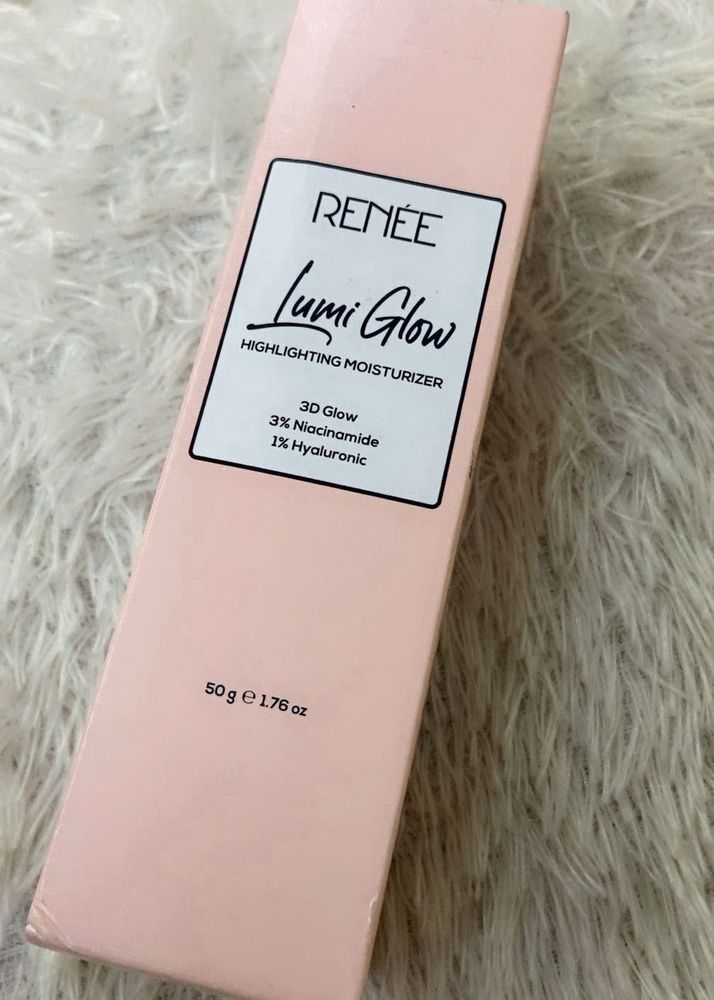 RENÉE
Lumi Glow
HIGHLIGHTING MOISTURIZER
3D Glow
3% Niacinamide
1% Hyaluronic
50 g ℮ 1.76 oz